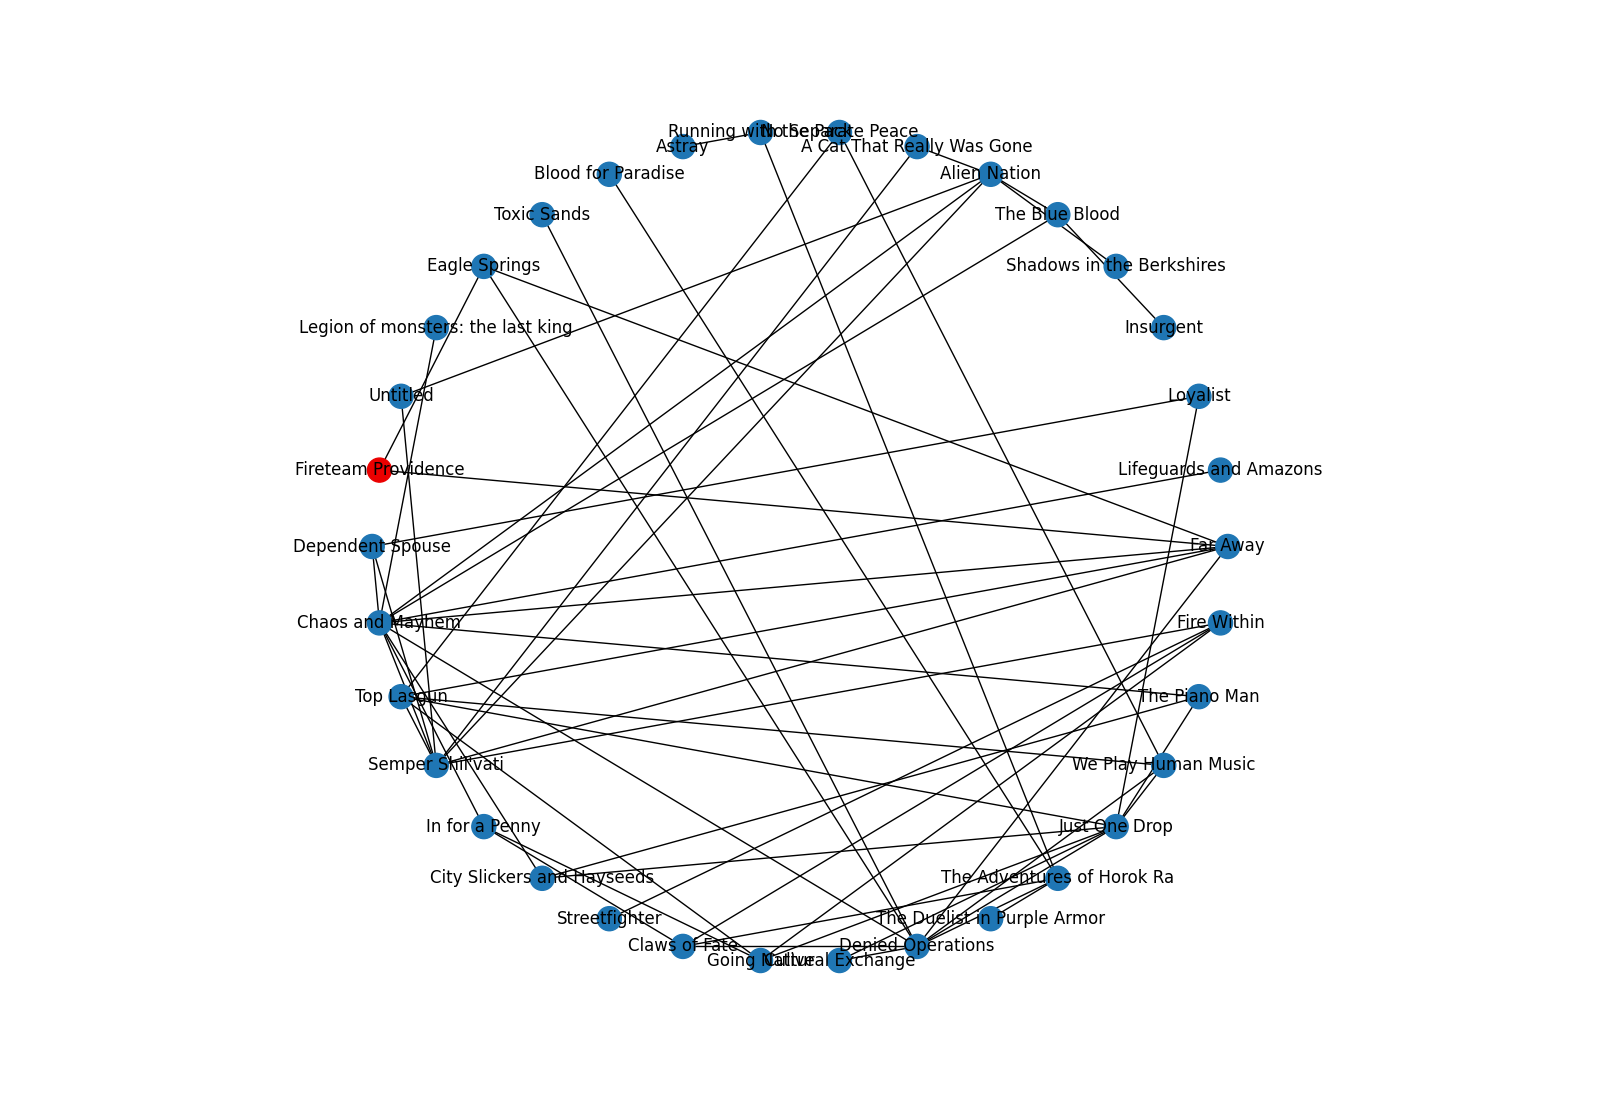 Running with the Pack
No Separate Peace
Astray
A Cat That Really Was Gone
Blood for Paradise
Alien Nation
Toxic Sands
The Blue Blood
Eagle Springs
Shadows in the Berkshires
Legion of monsters: the last king
Insurgent
Untitled
Loyalist
Fireteam Providence
Lifeguards and Amazons
Dependent Spouse
Far Away
Chaos and Mayhem
Fire Within
Top Lasgun
The Piano Man
Semper Shil'vati
We Play Human Music
In for a Penny
Just One Drop
City Slickers and Hayseeds
The Adventures of Horok Ra
Streetfighter
The Duelist in Purple Armor
Claws of Fate
Denied Operations
Going Native
Cultural Exchange